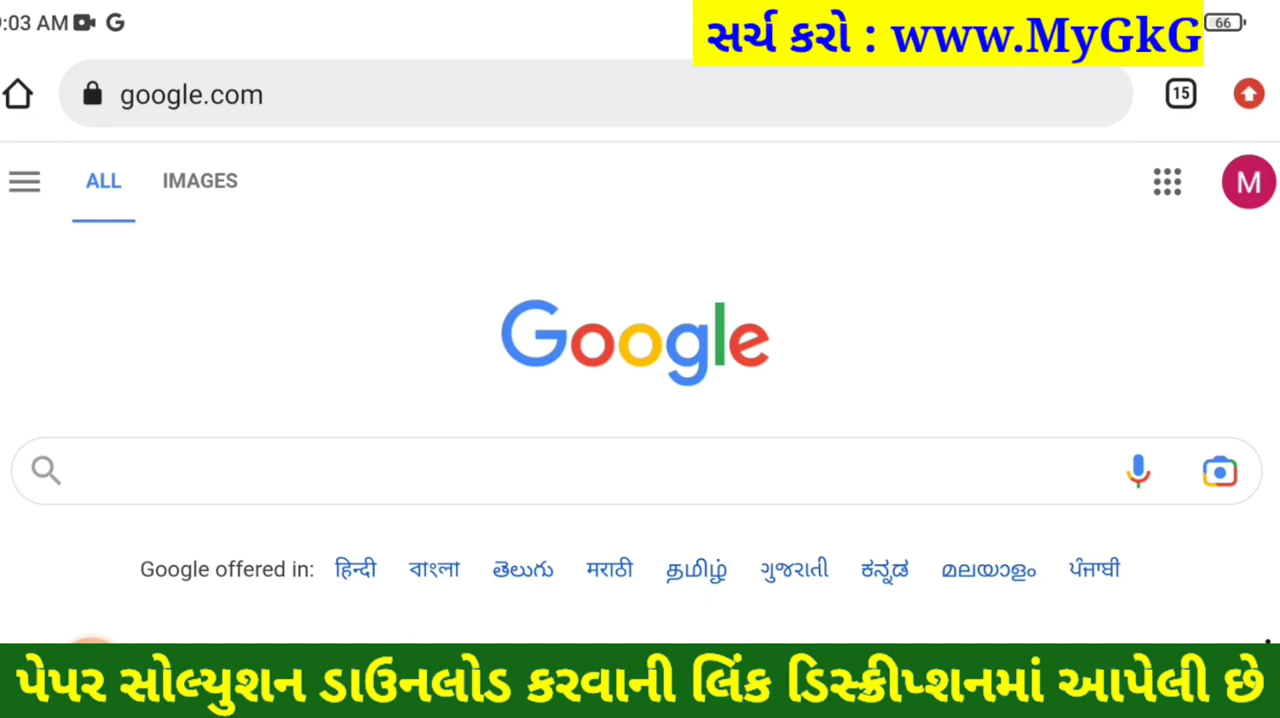 :03 AM G 66
સર્ચ કરો : www.MyGkG
google.com 15
ALL IMAGES M
Google
Google offered in: हिन्दी বাংলা తెలుగు मराठी தமிழ் ગુજરાતી ಕನ್ನಡ മലയാളം ਪੰਜਾਬੀ
પેપર સોલ્યુશન ડાઉનલોડ કરવાની લિંક ડિસ્ક્રીપ્શનમાં આપેલી છે